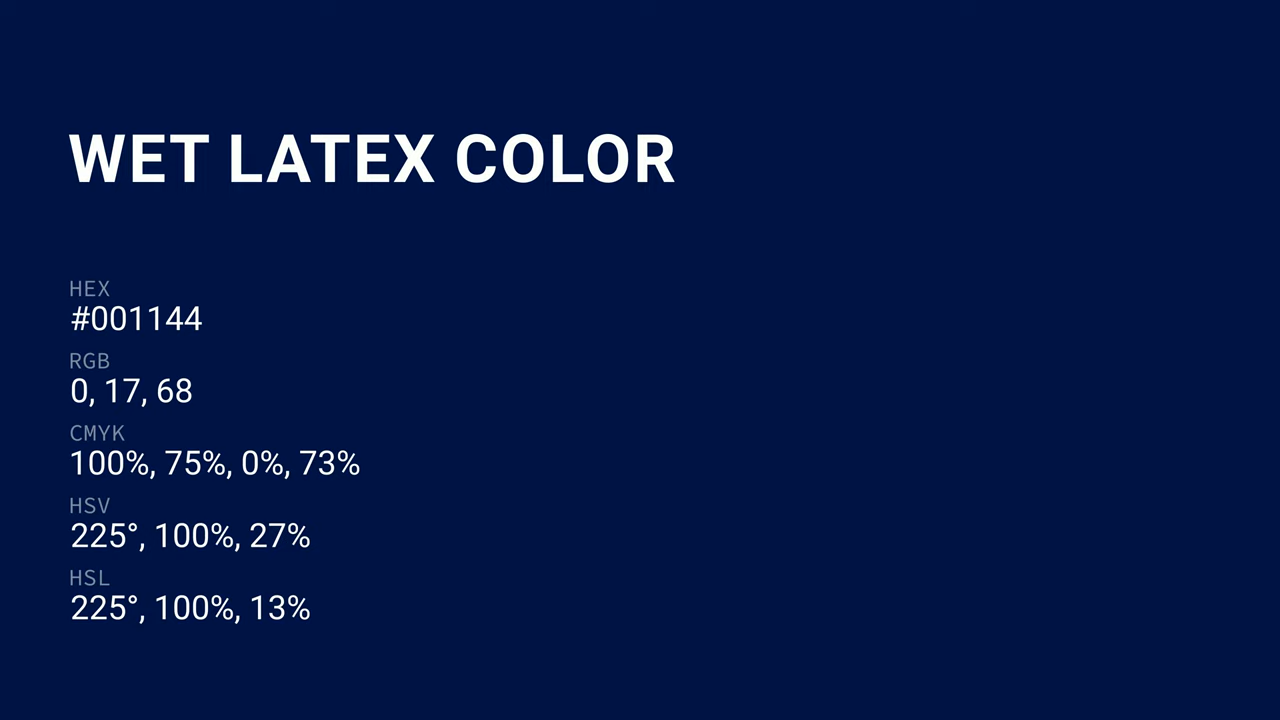 WET LATEX COLOR
HEX
#001144
RGB
0, 17, 68
CMYK
100%, 75%, 0%, 73%
HSV
225°, 100%, 27%
HSL
225°, 100%, 13%